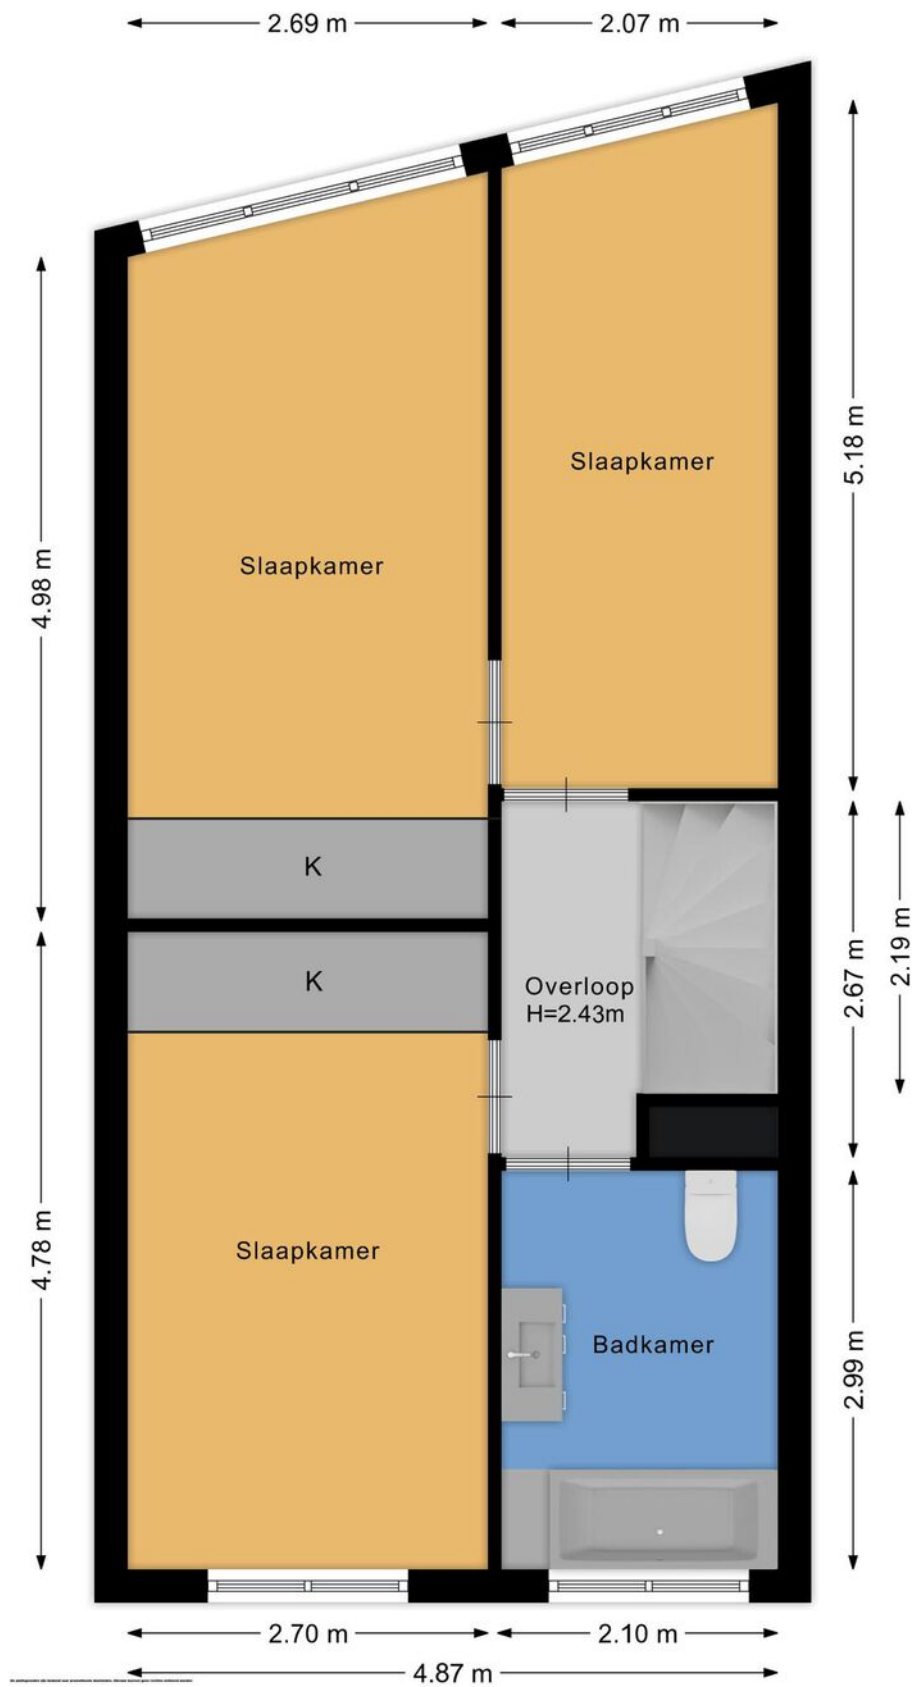 2.69 m
2.07 m
Slaapkamer
5.18 m
Slaapkamer
4.98 m
K
K
Overloop
H=2.43m
2.67 m
2.19 m
Slaapkamer
4.78 m
Badkamer
2.99 m
2.70 m
2.10 m
4.87 m